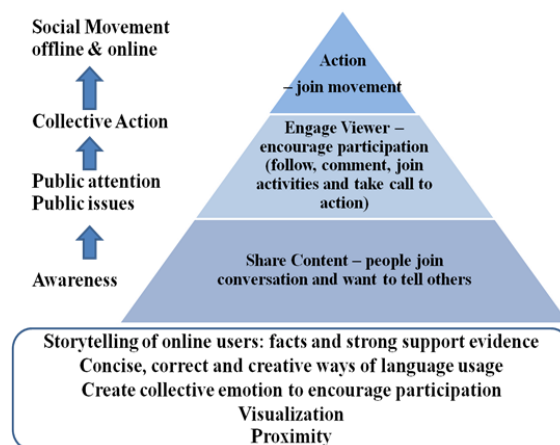 Social Movement
offline & online
Collective Action
Public attention
Public issues
Awareness
Action
– join movement
Engage Viewer –
encourage participation
(follow, comment, join
activities and take call to
action)
Share Content – people join
conversation and want to tell others
Storytelling of online users: facts and strong support evidence
Concise, correct and creative ways of language usage
Create collective emotion to encourage participation
Visualization
Proximity